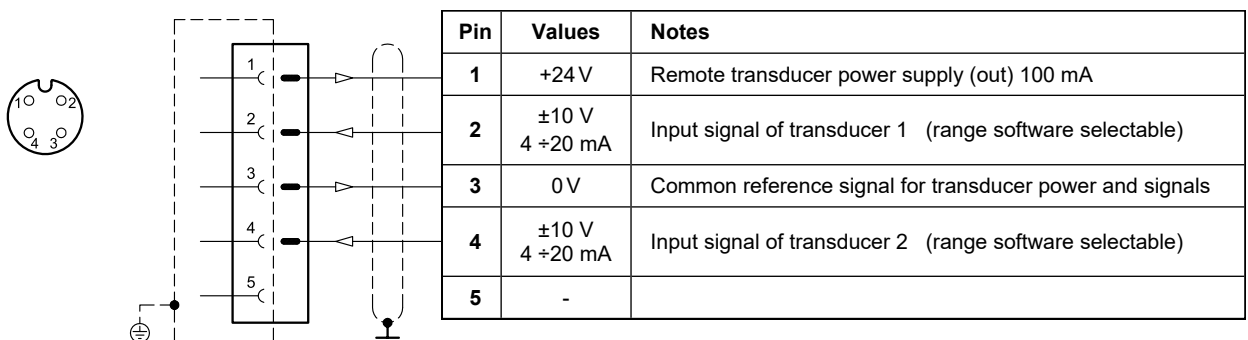 Pin Values Notes
1 +24 V Remote transducer power supply (out) 100 mA
2 ±10 V
4 ÷20 mA Input signal of transducer 1 (range software selectable)
3 0 V Common reference signal for transducer power and signals
4 ±10 V
4 ÷20 mA Input signal of transducer 2 (range software selectable)
5 -
1 2
4 3
1
2
3
4
5